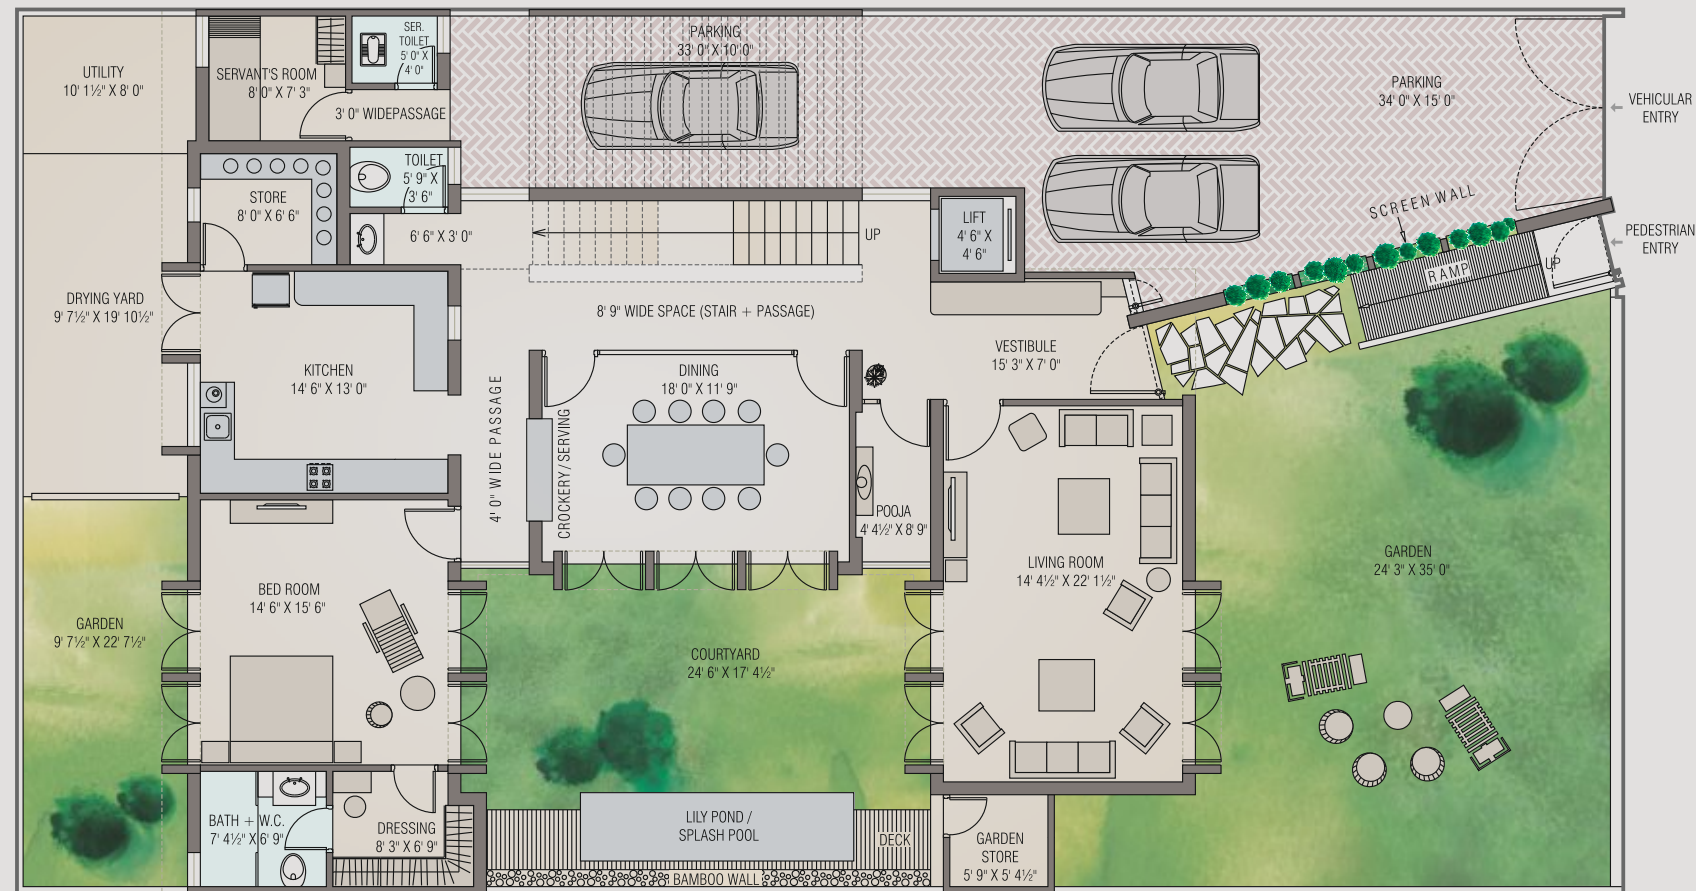 UTILITY
10' 1½" X 8' 0"
SERVANT'S ROOM
8' 0" X 7' 3"
SER.
TOILET
5' 0" X
4' 0"
3' 0" WIDEPASSAGE
PARKING
33' 0" X 10' 0"
PARKING
34' 0" X 15' 0"
VEHICULAR
ENTRY
TOILET
5' 9" X
3' 6"
STORE
8' 0" X 6' 6"
6' 6" X 3' 0"
UP
LIFT
4' 6" X
4' 6"
SCREEN WALL
PEDESTRIAN
ENTRY
RAMP
UP
DRYING YARD
9' 7½" X 19' 10½"
8' 9" WIDE SPACE (STAIR + PASSAGE)
VESTIBULE
15' 3" X 7' 0"
KITCHEN
14' 6" X 13' 0"
DINING
18' 0" X 11' 9"
4' 0" WIDE PASSAGE
CROCKERY / SERVING
POOJA
4' 4½" X 8' 9"
LIVING ROOM
14' 4½" X 22' 1½"
GARDEN
24' 3" X 35' 0"
BED ROOM
14' 6" X 15' 6"
GARDEN
9' 7½" X 22' 7½"
COURTYARD
24' 6" X 17' 4½"
BATH + W.C.
7' 4½" X 6' 9"
DRESSING
8' 3" X 6' 9"
LILY POND /
SPLASH POOL
DECK
GARDEN
STORE
5' 9" X 5' 4½"
BAMBOO WALL